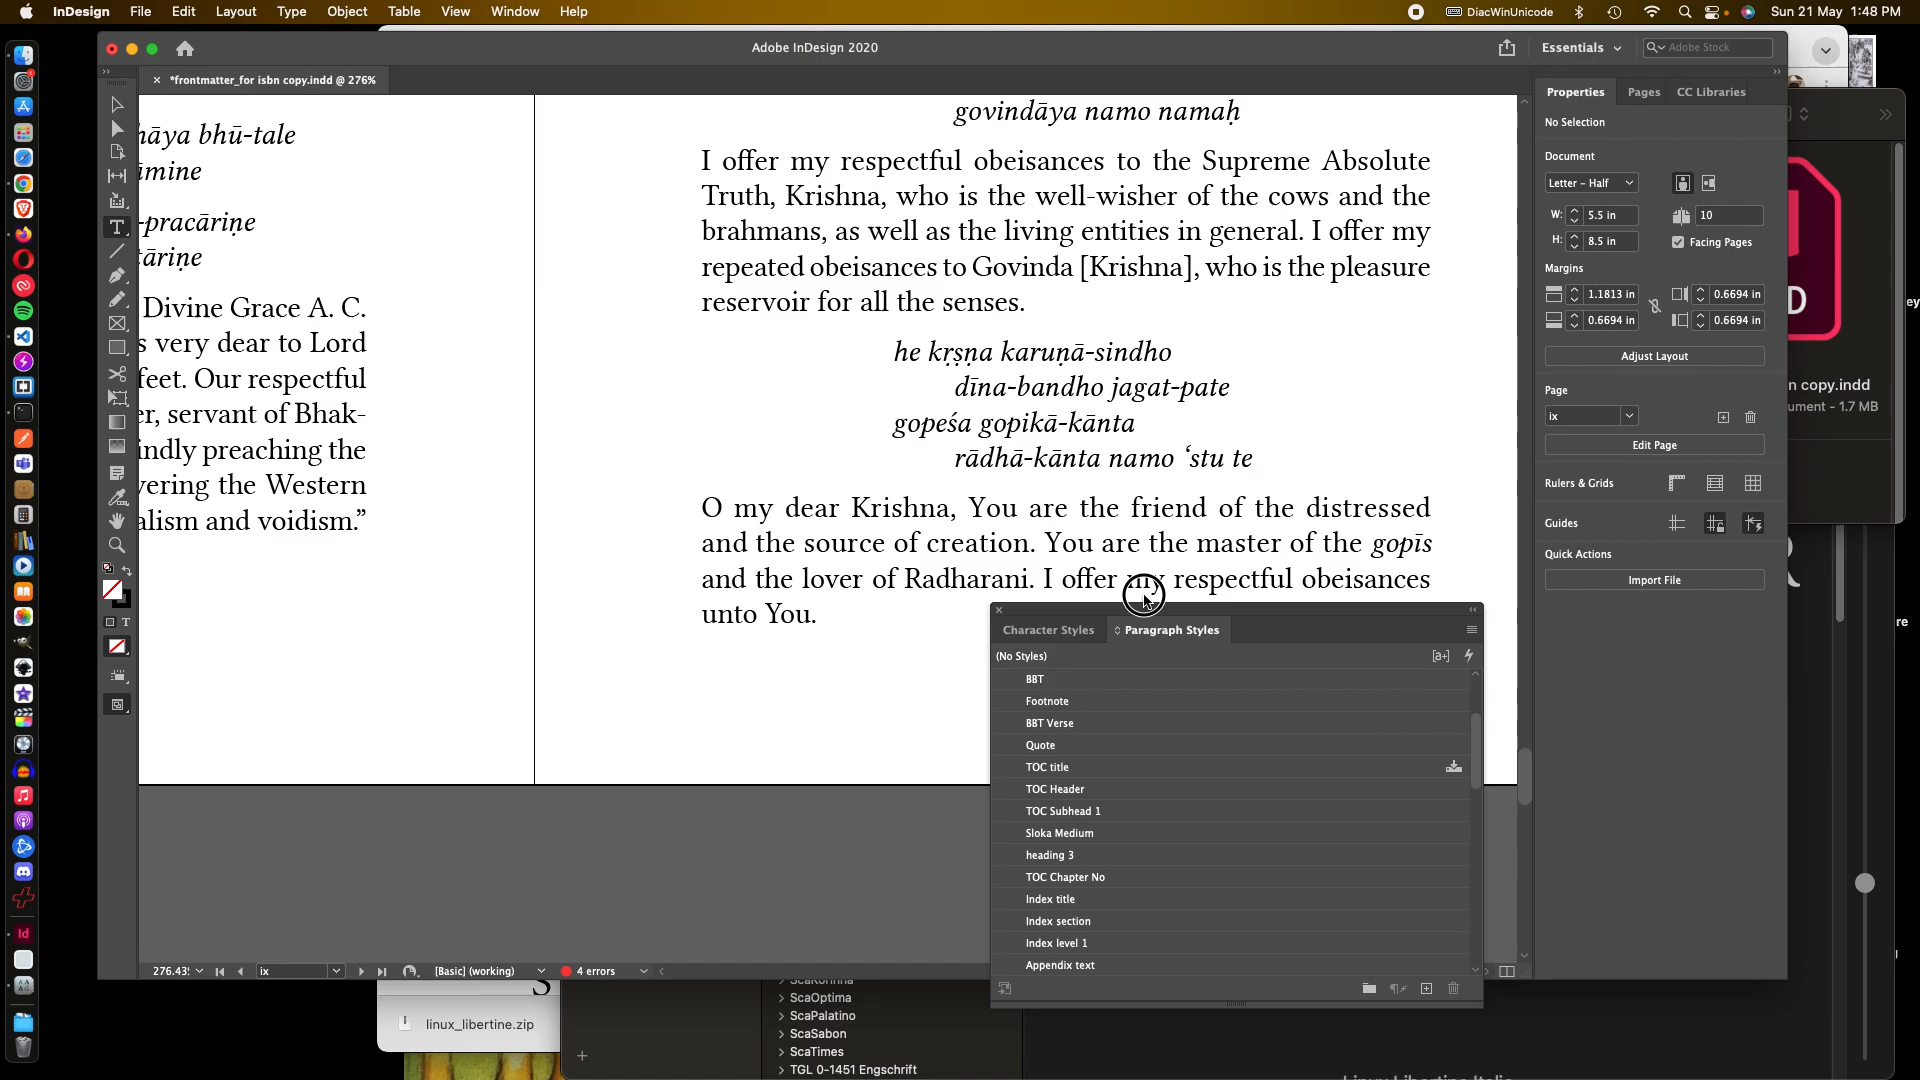 InDesign File Edit Layout Type Object Table View Window Help
DiacWinUnicode Sun 21 May 1:48 PM
Adobe InDesign 2020
Essentials
Adobe Stock
*frontmatter_for isbn copy.indd @ 276%
hāya bhū-tale
-pracāriṇe
tāriṇe
Divine Grace A. C.
s very dear to Lord
feet. Our respectful
er, servant of Bhak-
indly preaching the
vering the Western
alism and voidism.”
govindāya namo namaḥ
I offer my respectful obeisances to the Supreme Absolute
Truth, Krishna, who is the well-wisher of the cows and the
brahmans, as well as the living entities in general. I offer my
repeated obeisances to Govinda [Krishna], who is the pleasure
reservoir for all the senses.
he kṛṣṇa karuṇā-sindho
dīna-bandho jagat-pate
gopeśa gopikā-kānta
rādhā-kānta namo ‘stu te
O my dear Krishna, You are the friend of the distressed
and the source of creation. You are the master of the gopīs
and the lover of Radharani. I offer my respectful obeisances
unto You.
Character Styles
Paragraph Styles
(No Styles)
[a+]
BBT
Footnote
BBT Verse
Quote
TOC title
TOC Header
TOC Subhead 1
Sloka Medium
heading 3
TOC Chapter No
Index title
Index section
Index level 1
Appendix text
Properties Pages CC Libraries
No Selection
Document
Letter - Half
W: 5.5 in
10
H: 8.5 in
Facing Pages
Margins
1.1813 in
0.6694 in
0.6694 in
0.6694 in
Adjust Layout
Page
ix
Edit Page
Rulers & Grids
Guides
Quick Actions
Import File
n copy.indd
ument - 1.7 MB
ey
re
276.43
ix
[Basic] (working)
4 errors
linux_libertine.zip
ScaKorinna
ScaOptima
ScaPalatino
ScaSabon
ScaTimes
TGL 0-1451 Engschrift